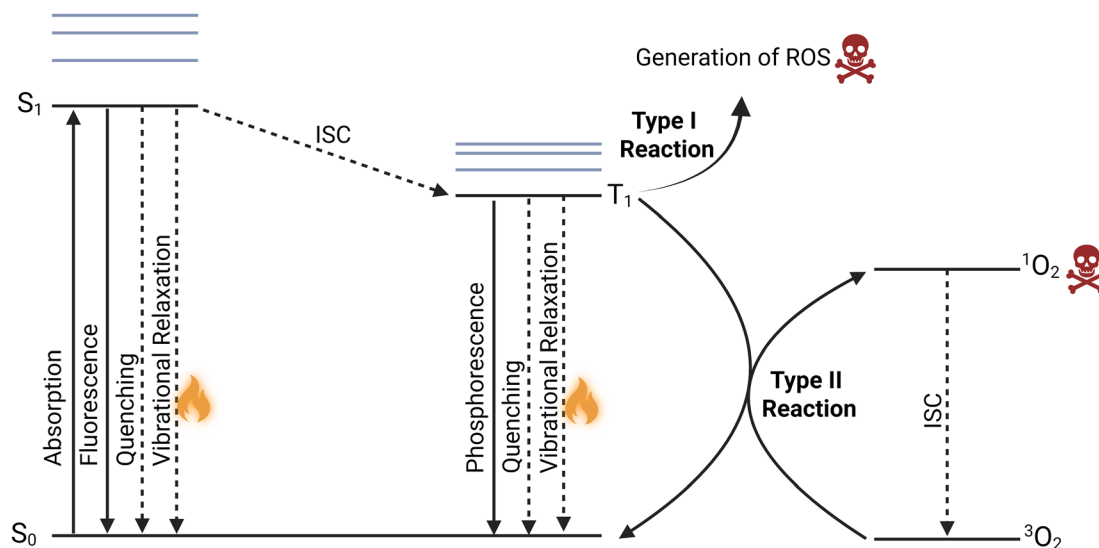 Generation of ROS
S₁
ISC
Type I
Reaction
T₁
¹O₂
Absorption
Fluorescence
Quenching
Vibrational Relaxation
Phosphorescence
Quenching
Vibrational Relaxation
Type II
Reaction
ISC
S₀
³O₂